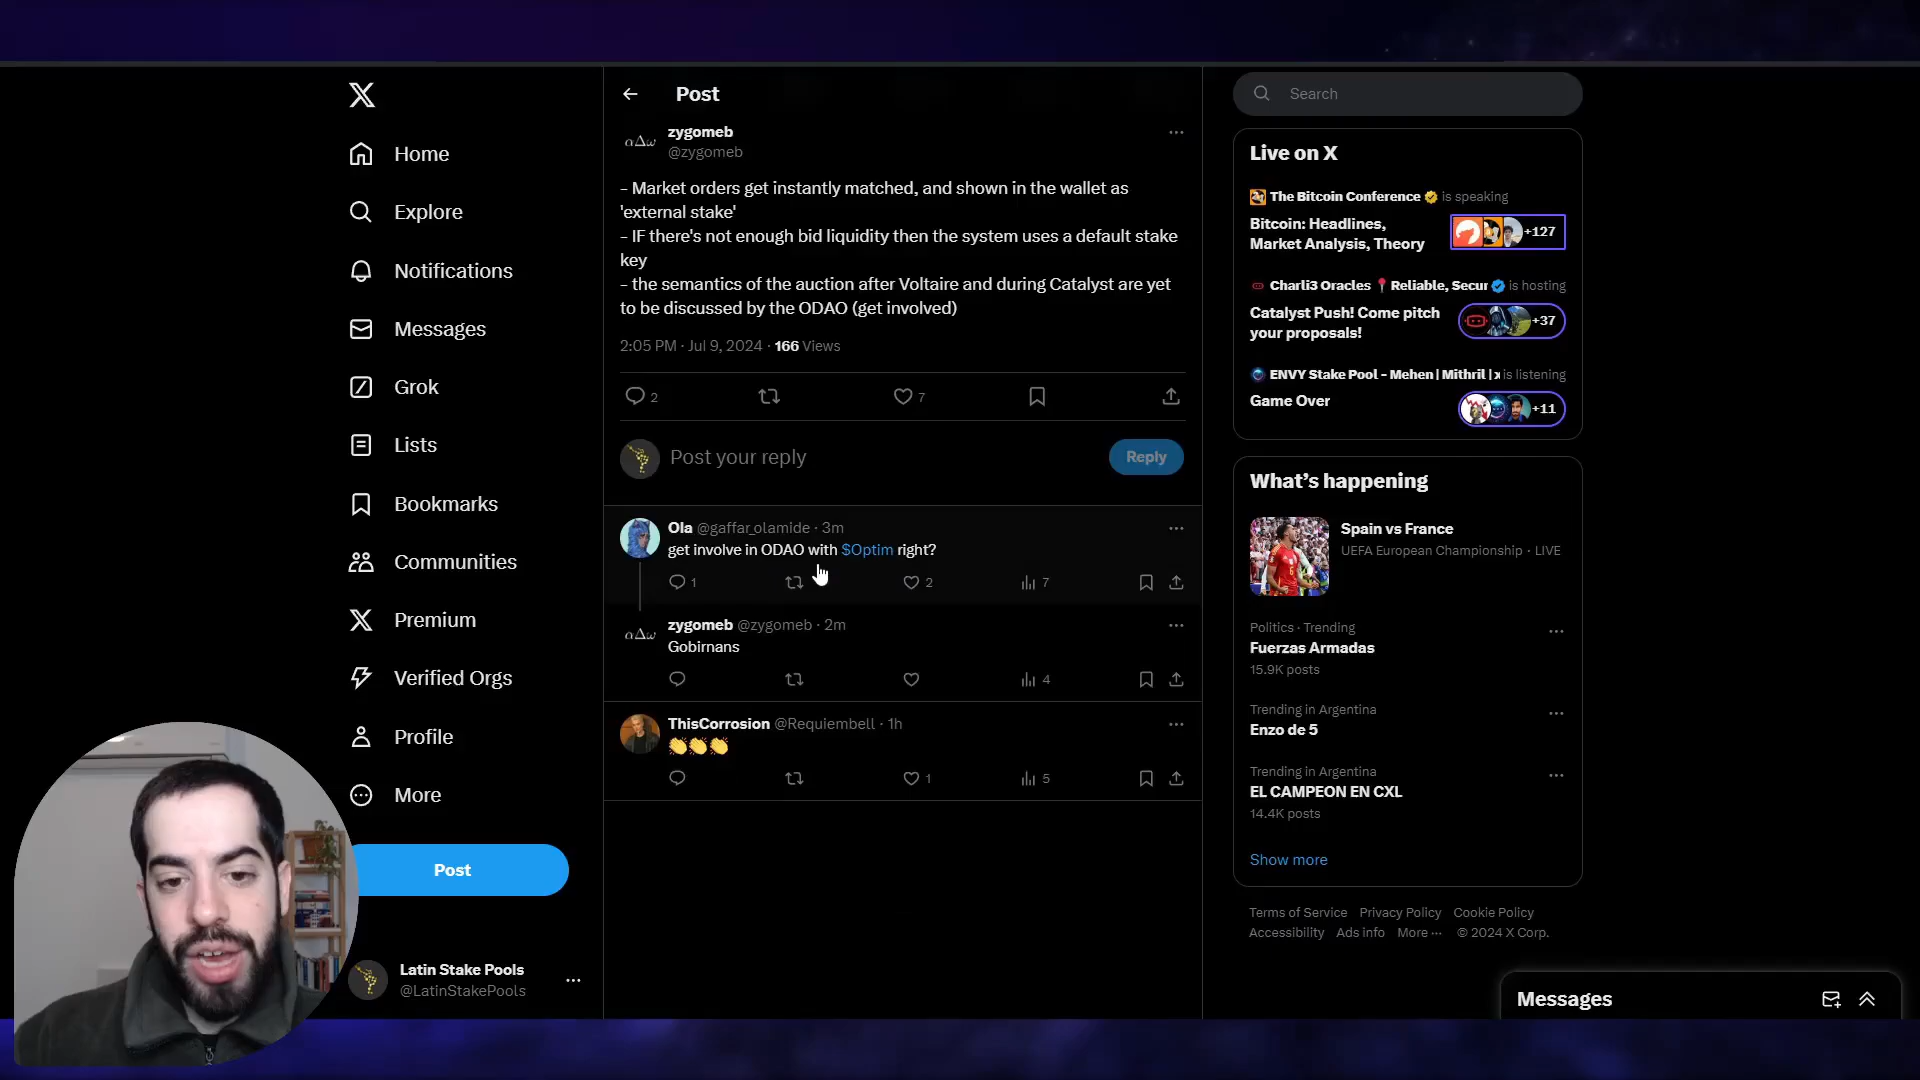 Home
Explore
Notifications
Messages
Grok
Lists
Bookmarks
Communities
Premium
Verified Orgs
Profile
More
Post
Latin Stake Pools
@LatinStakePools
Post
αΔω
zygomeb
@zygomeb
- Market orders get instantly matched, and shown in the wallet as
'external stake'
- IF there's not enough bid liquidity then the system uses a default stake
key
- the semantics of the auction after Voltaire and during Catalyst are yet
to be discussed by the ODAO (get involved)
2:05 PM · Jul 9, 2024 · 166 Views
2
7
Post your reply
Reply
Ola @gaffar_olamide · 3m
get involve in ODAO with $Optim right?
1
2
7
αΔω
zygomeb @zygomeb · 2m
Gobirnans
4
ThisCorrosion @Requiembell · 1h
👏👏👏
1
5
Search
Live on X
The Bitcoin Conference is speaking
Bitcoin: Headlines,
Market Analysis, Theory
+127
Charli3 Oracles 📍 Reliable, Secur is hosting
Catalyst Push! Come pitch
your proposals!
+37
ENVY Stake Pool - Mehen | Mithril | is listening
Game Over
+11
What's happening
Spain vs France
UEFA European Championship · LIVE
Politics · Trending
Fuerzas Armadas
15.9K posts
Trending in Argentina
Enzo de 5
Trending in Argentina
EL CAMPEON EN CXL
14.4K posts
Show more
Terms of Service Privacy Policy Cookie Policy
Accessibility Ads info More ··· © 2024 X Corp.
Messages